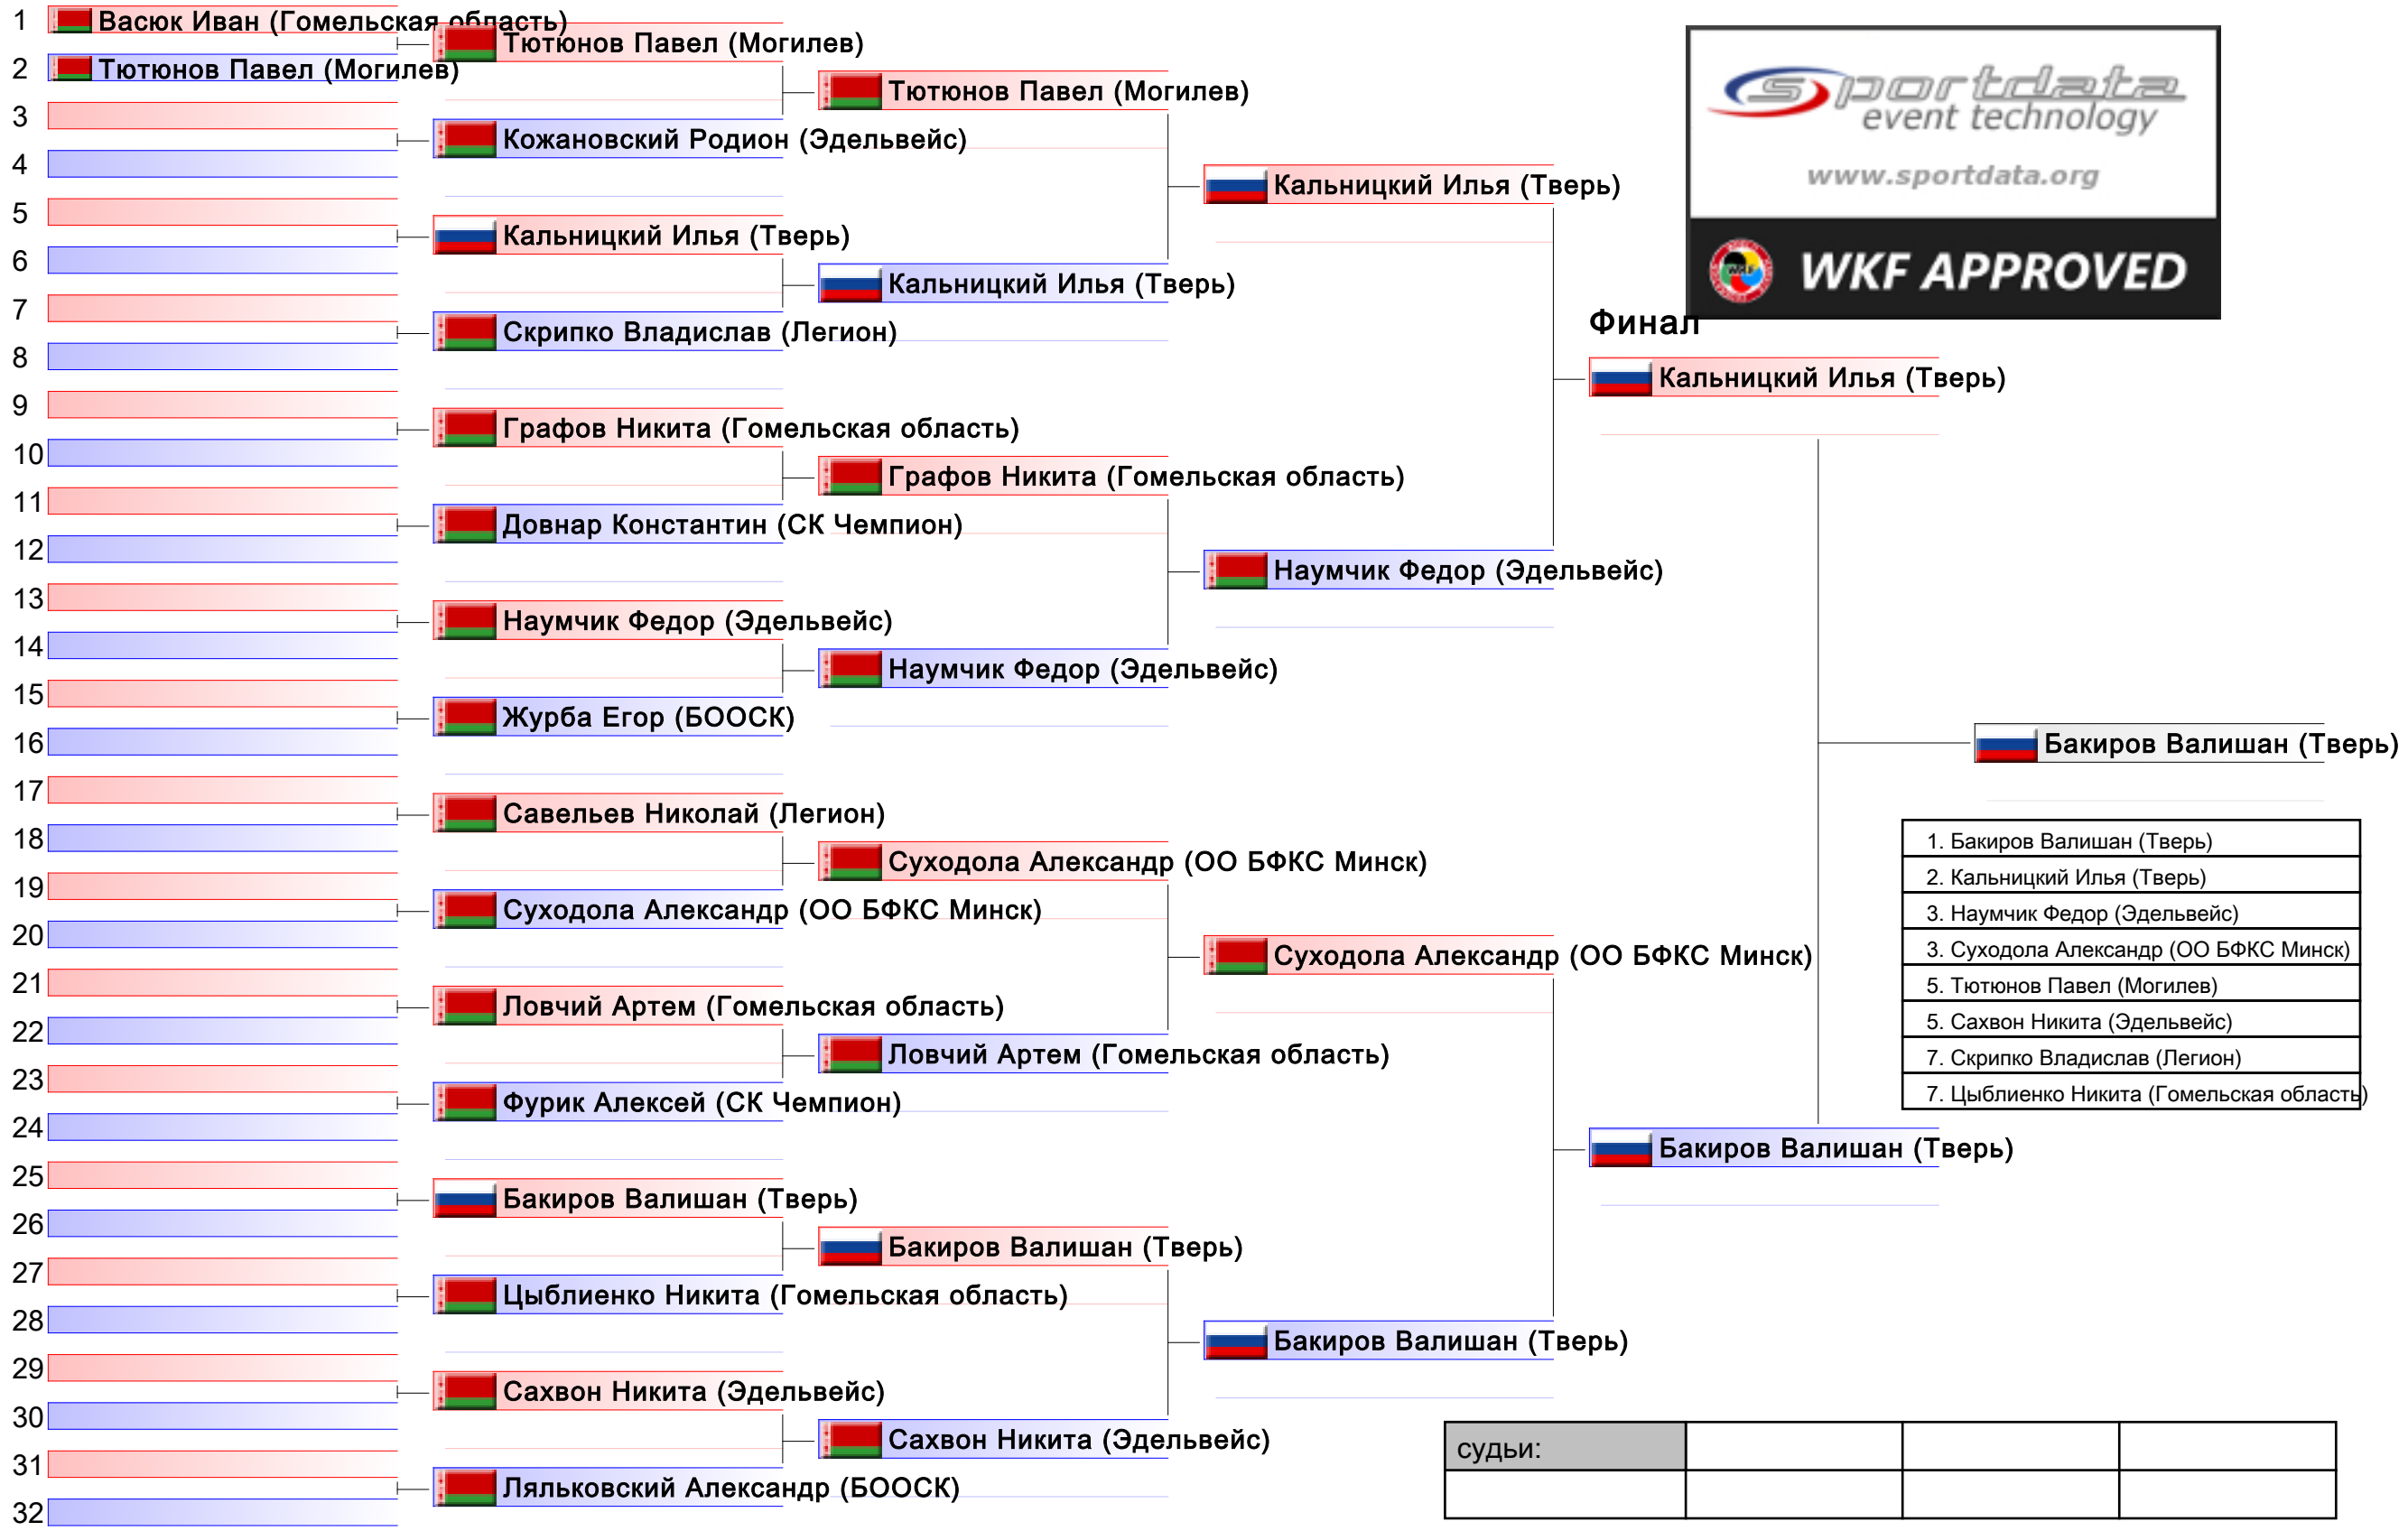 1 Васюк Иван (Гомельская область)
2 Тютюнов Павел (Могилев)
3
4
5
6
7
8
9
10
11
12
13
14
15
16
17
18
19
20
21
22
23
24
25
26
27
28
29
30
31
32
Тютюнов Павел (Могилев)
Кожановский Родион (Эдельвейс)
Кальницкий Илья (Тверь)
Скрипко Владислав (Легион)
Графов Никита (Гомельская область)
Довнар Константин (СК Чемпион)
Наумчик Федор (Эдельвейс)
Журба Егор (БООСК)
Савельев Николай (Легион)
Суходола Александр (ОО БФКС Минск)
Ловчий Артем (Гомельская область)
Фурик Алексей (СК Чемпион)
Бакиров Валишан (Тверь)
Цыблиенко Никита (Гомельская область)
Сахвон Никита (Эдельвейс)
Ляльковский Александр (БООСК)
Тютюнов Павел (Могилев)
Кальницкий Илья (Тверь)
Графов Никита (Гомельская область)
Наумчик Федор (Эдельвейс)
Суходола Александр (ОО БФКС Минск)
Ловчий Артем (Гомельская область)
Бакиров Валишан (Тверь)
Сахвон Никита (Эдельвейс)
Кальницкий Илья (Тверь)
Наумчик Федор (Эдельвейс)
Суходола Александр (ОО БФКС Минск)
Бакиров Валишан (Тверь)
sportdata
event technology
www.sportdata.org
WKF
WKF APPROVED
Финал
Кальницкий Илья (Тверь)
Бакиров Валишан (Тверь)
Бакиров Валишан (Тверь)
1. Бакиров Валишан (Тверь)
2. Кальницкий Илья (Тверь)
3. Наумчик Федор (Эдельвейс)
3. Суходола Александр (ОО БФКС Минск)
5. Тютюнов Павел (Могилев)
5. Сахвон Никита (Эдельвейс)
7. Скрипко Владислав (Легион)
7. Цыблиенко Никита (Гомельская область)
судьи: